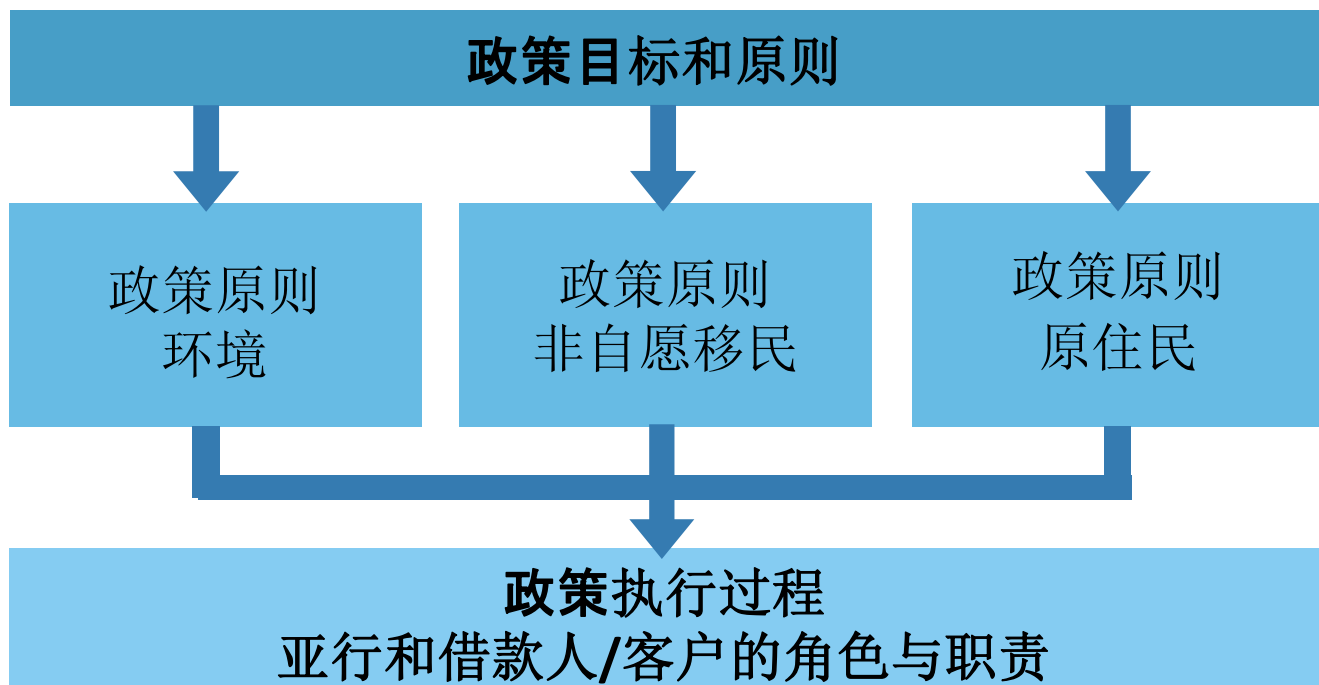 政策目标和原则
政策原则
环境
政策原则
非自愿移民
政策原则
原住民
政策执行过程
亚行和借款人/客户的角色与职责